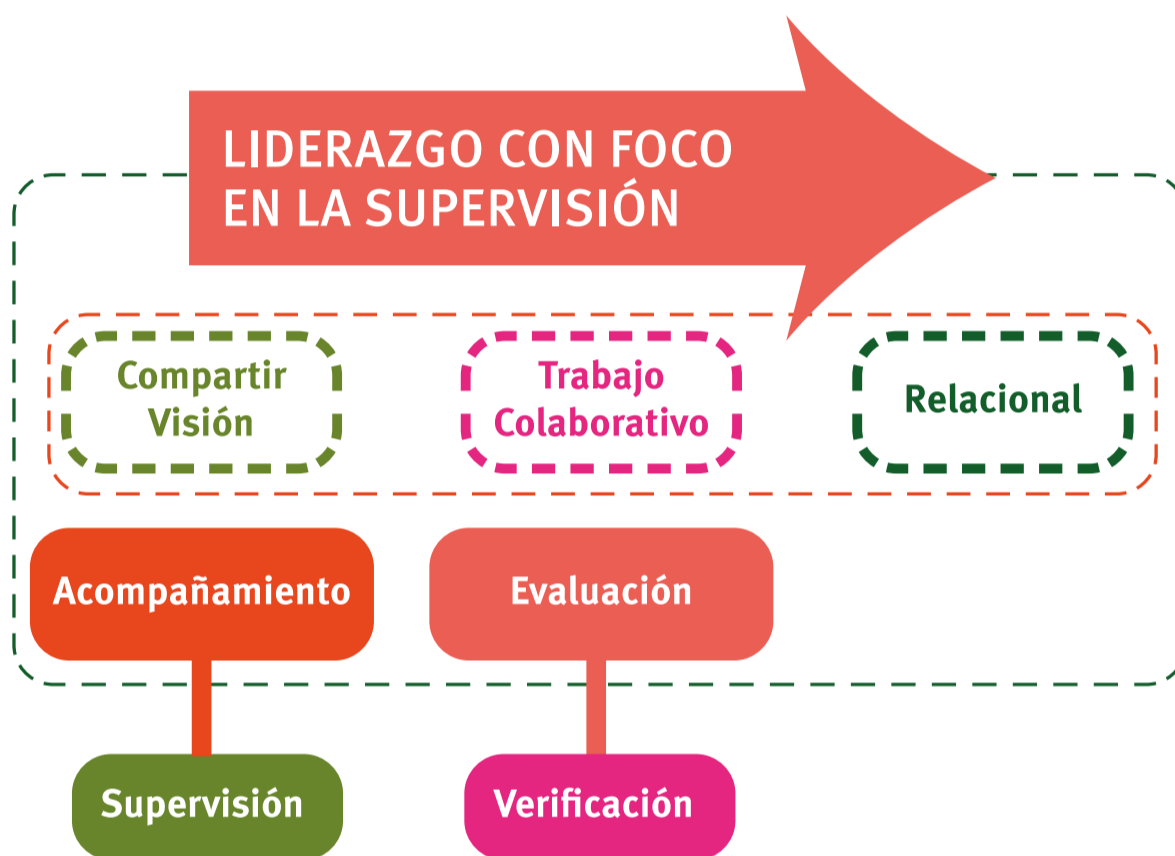 LIDERAZGO CON FOCO
EN LA SUPERVISIÓN
Compartir
Visión
Trabajo
Colaborativo
Relacional
Acompañamiento
Evaluación
Supervisión
Verificación